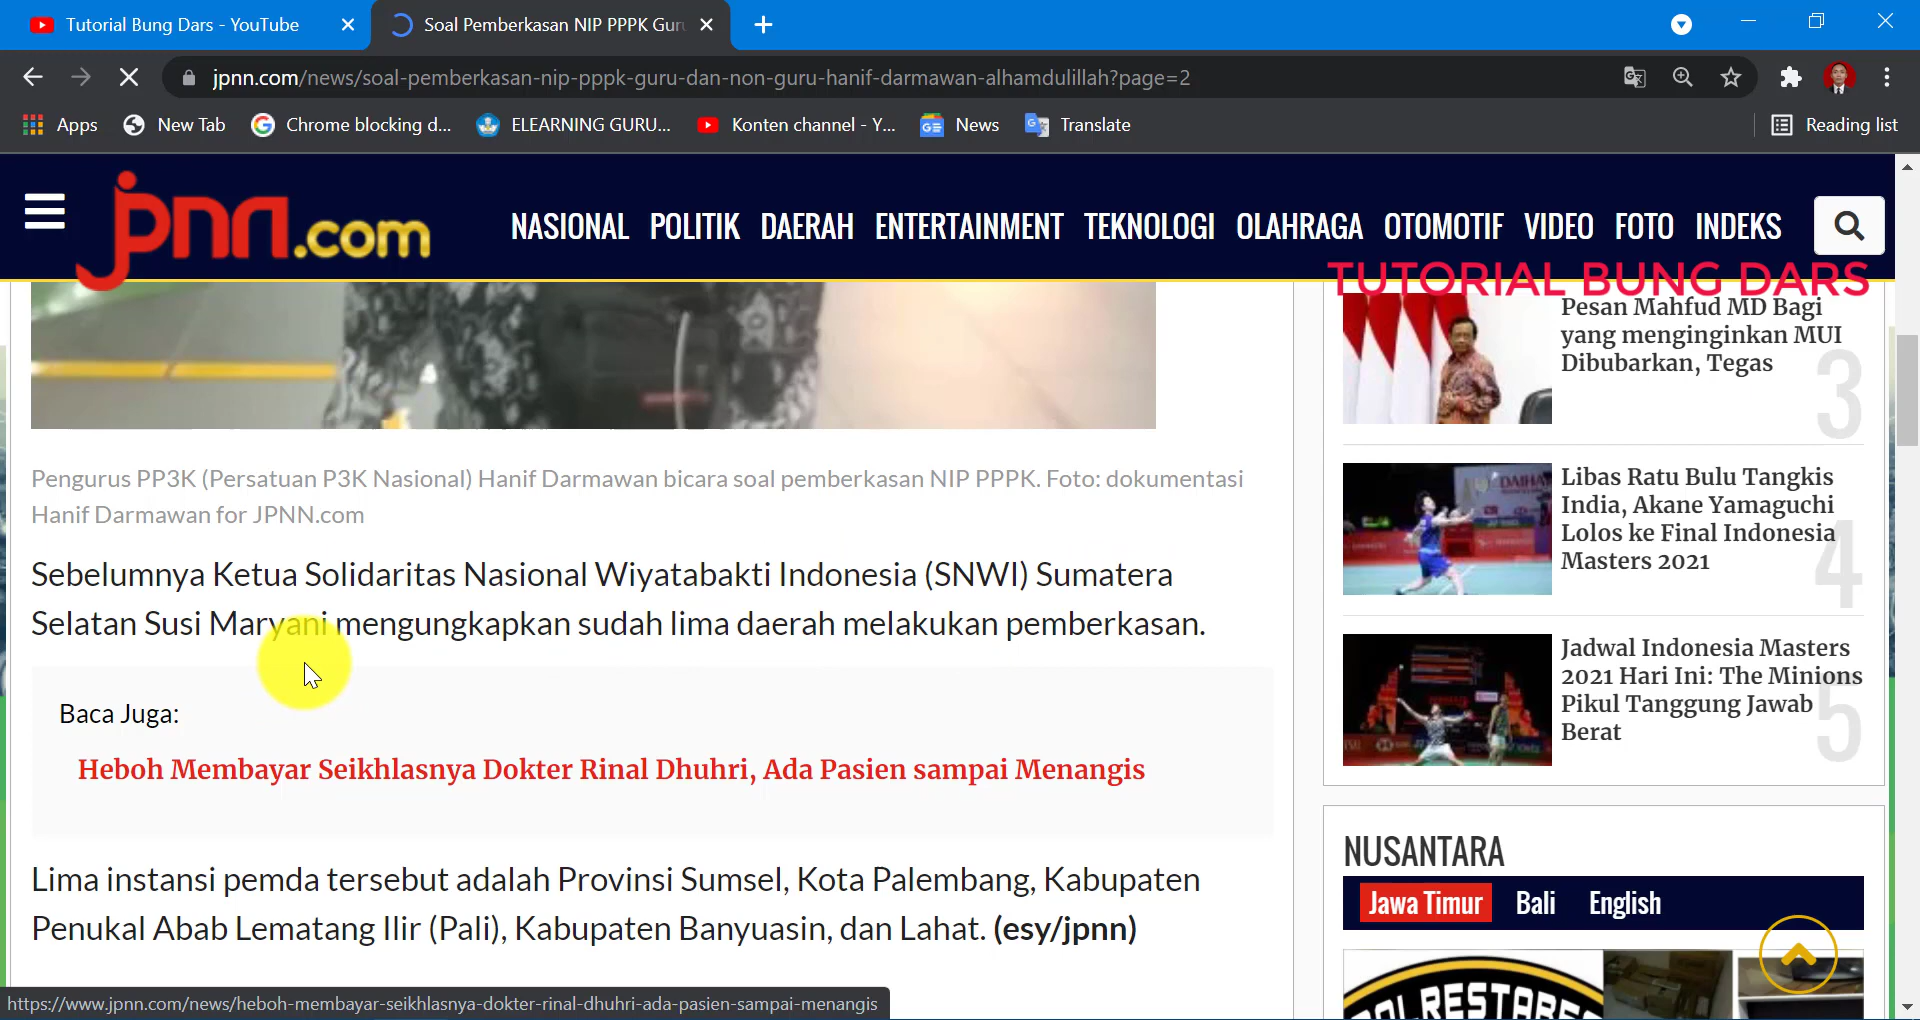 Tutorial Bung Dars - YouTube
Soal Pemberkasan NIP PPPK Gur
jpnn.com/news/soal-pemberkasan-nip-pppk-guru-dan-non-guru-hanif-darmawan-alhamdulillah?page=2
Apps
New Tab
Chrome blocking d...
ELEARNING GURU...
Konten channel - Y...
News
Translate
Reading list
jpnn.com
NASIONAL POLITIK DAERAH ENTERTAINMENT TEKNOLOGI OLAHRAGA OTOMOTIF VIDEO FOTO INDEKS
TUTORIAL BUNG DARS
Pengurus PP3K (Persatuan P3K Nasional) Hanif Darmawan bicara soal pemberkasan NIP PPPK. Foto: dokumentasi
Hanif Darmawan for JPNN.com
Sebelumnya Ketua Solidaritas Nasional Wiyatabakti Indonesia (SNWI) Sumatera
Selatan Susi Maryani mengungkapkan sudah lima daerah melakukan pemberkasan.
Baca Juga:
Heboh Membayar Seikhlasnya Dokter Rinal Dhuhri, Ada Pasien sampai Menangis
Lima instansi pemda tersebut adalah Provinsi Sumsel, Kota Palembang, Kabupaten
Penukal Abab Lematang Ilir (Pali), Kabupaten Banyuasin, dan Lahat. (esy/jpnn)
Pesan Mahfud MD Bagi
yang menginginkan MUI
Dibubarkan, Tegas
3
Libas Ratu Bulu Tangkis
India, Akane Yamaguchi
Lolos ke Final Indonesia
Masters 2021
4
Jadwal Indonesia Masters
2021 Hari Ini: The Minions
Pikul Tanggung Jawab
Berat
5
NUSANTARA
Jawa Timur
Bali
English
https://www.jpnn.com/news/heboh-membayar-seikhlasnya-dokter-rinal-dhuhri-ada-pasien-sampai-menangis